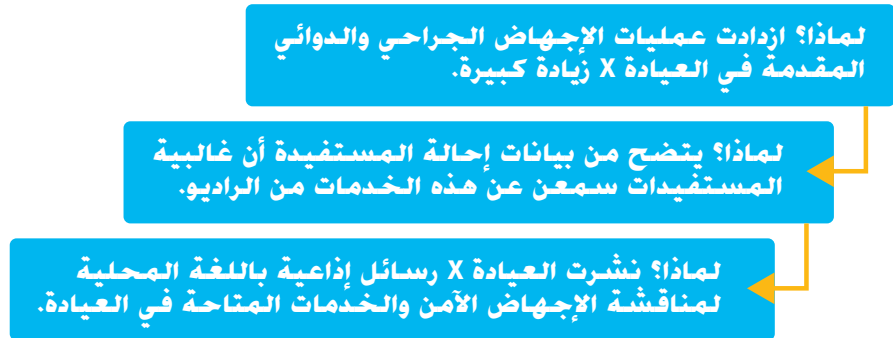 لماذا؟ ازدادت عمليات الإجهاض الجراحي والدوائي
المقدمة في العيادة X زيادة كبيرة.
لماذا؟ يتضح من بيانات إحالة المستفيدة أن غالبية
المستفيدات سمعن عن هذه الخدمات من الراديو.
لماذا؟ نشرت العيادة X رسائل إذاعية باللغة المحلية
لمناقشة الإجهاض الآمن والخدمات المتاحة في العيادة.